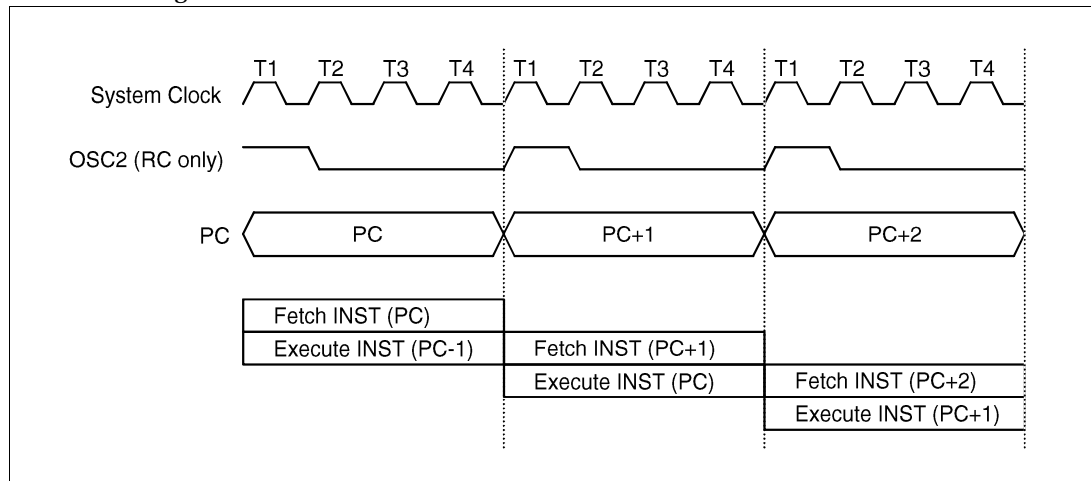 T1 T2 T3 T4 T1 T2 T3 T4 T1 T2 T3 T4
System Clock
OSC2 (RC only)
PC PC PC+1 PC+2
Fetch INST (PC)
Execute INST (PC-1) Fetch INST (PC+1)
Execute INST (PC) Fetch INST (PC+2)
Execute INST (PC+1)